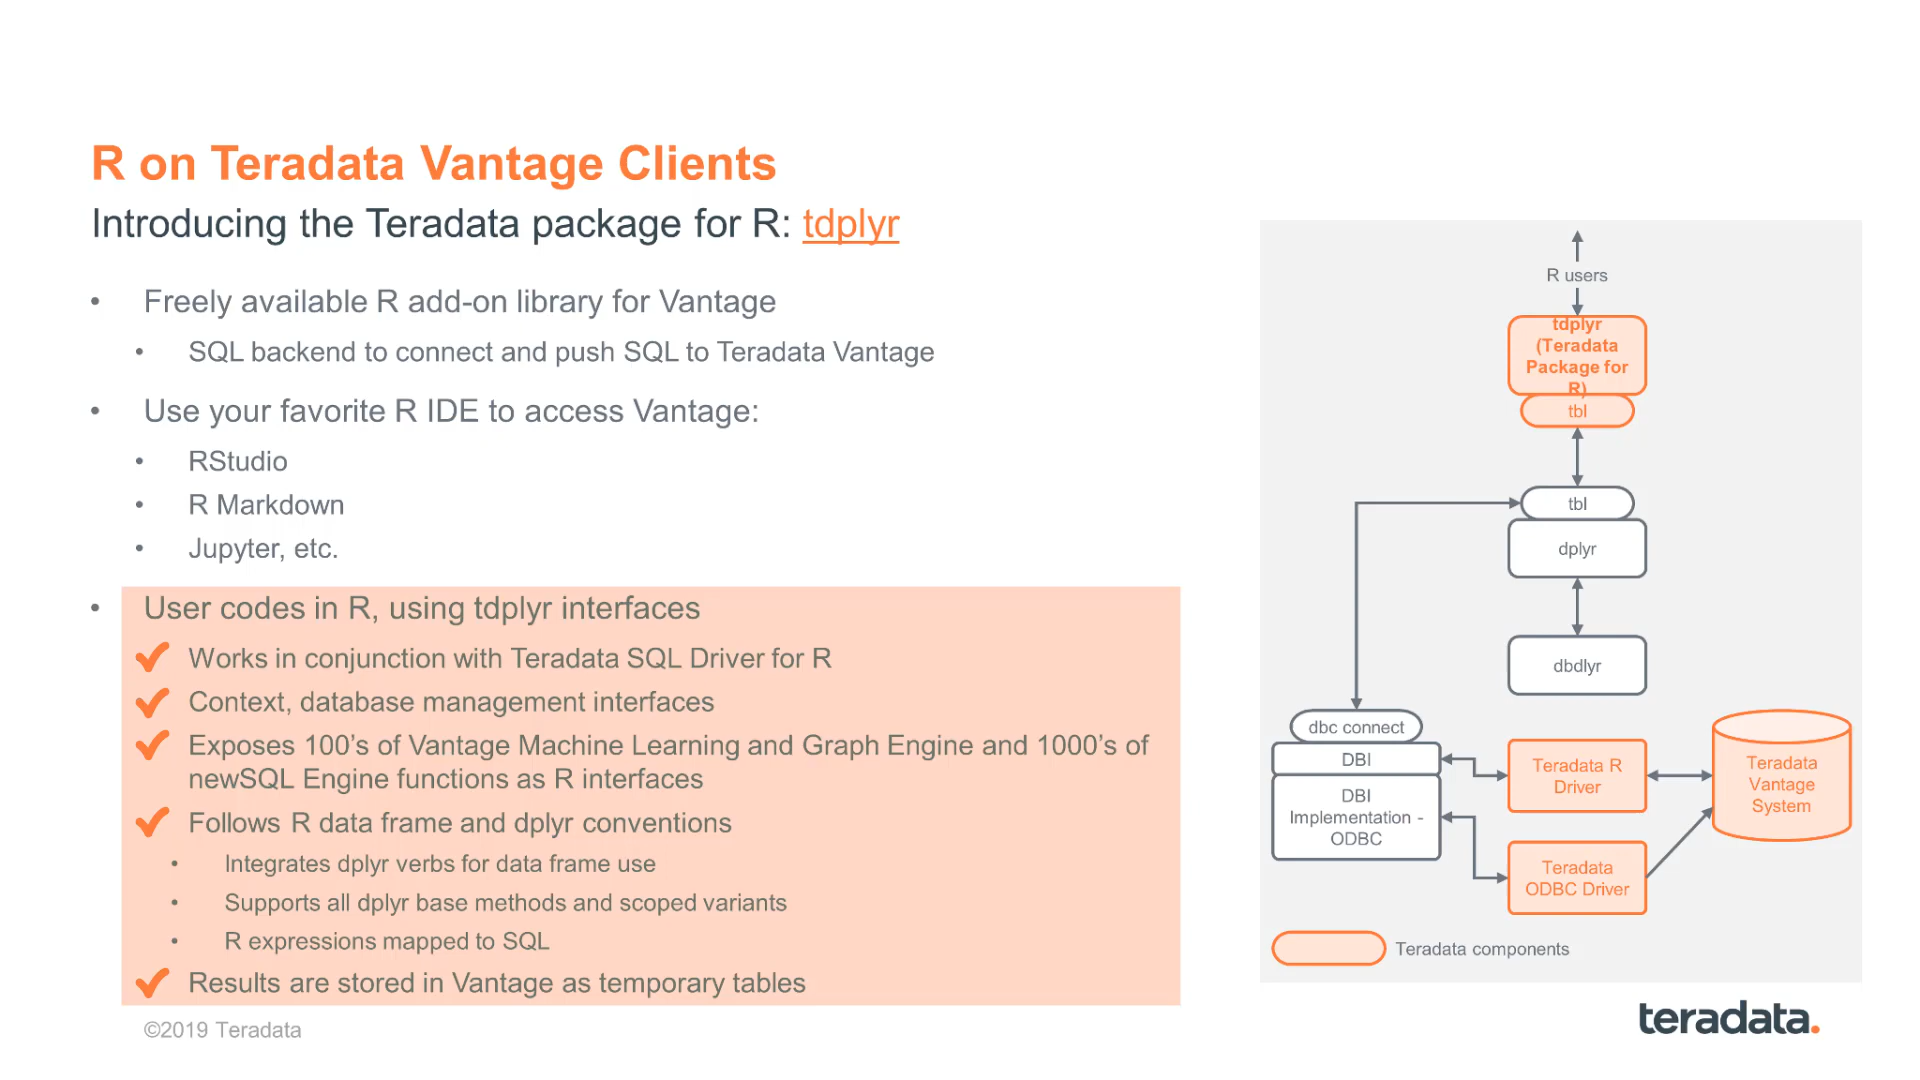 R on Teradata Vantage Clients
Introducing the Teradata package for R: tdplyr
• Freely available R add-on library for Vantage
• SQL backend to connect and push SQL to Teradata Vantage
• Use your favorite R IDE to access Vantage:
• RStudio
• R Markdown
• Jupyter, etc.
• User codes in R, using tdplyr interfaces
✔ Works in conjunction with Teradata SQL Driver for R
✔ Context, database management interfaces
✔ Exposes 100’s of Vantage Machine Learning and Graph Engine and 1000’s of
newSQL Engine functions as R interfaces
✔ Follows R data frame and dplyr conventions
• Integrates dplyr verbs for data frame use
• Supports all dplyr base methods and scoped variants
• R expressions mapped to SQL
✔ Results are stored in Vantage as temporary tables
©2019 Teradata
R users
tdplyr
(Teradata
Package for
R)
tbl
tbl
dplyr
dbdlyr
dbc connect
DBI
DBI
Implementation -
ODBC
Teradata R
Driver
Teradata
ODBC Driver
Teradata
Vantage
System
Teradata components
teradata.